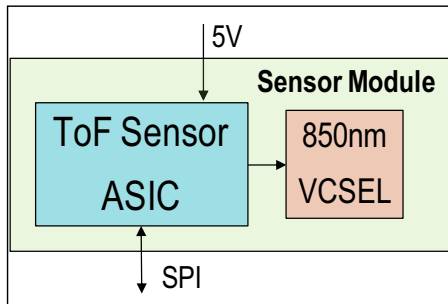 5V
Sensor Module
ToF Sensor
ASIC
850nm
VCSEL
SPI